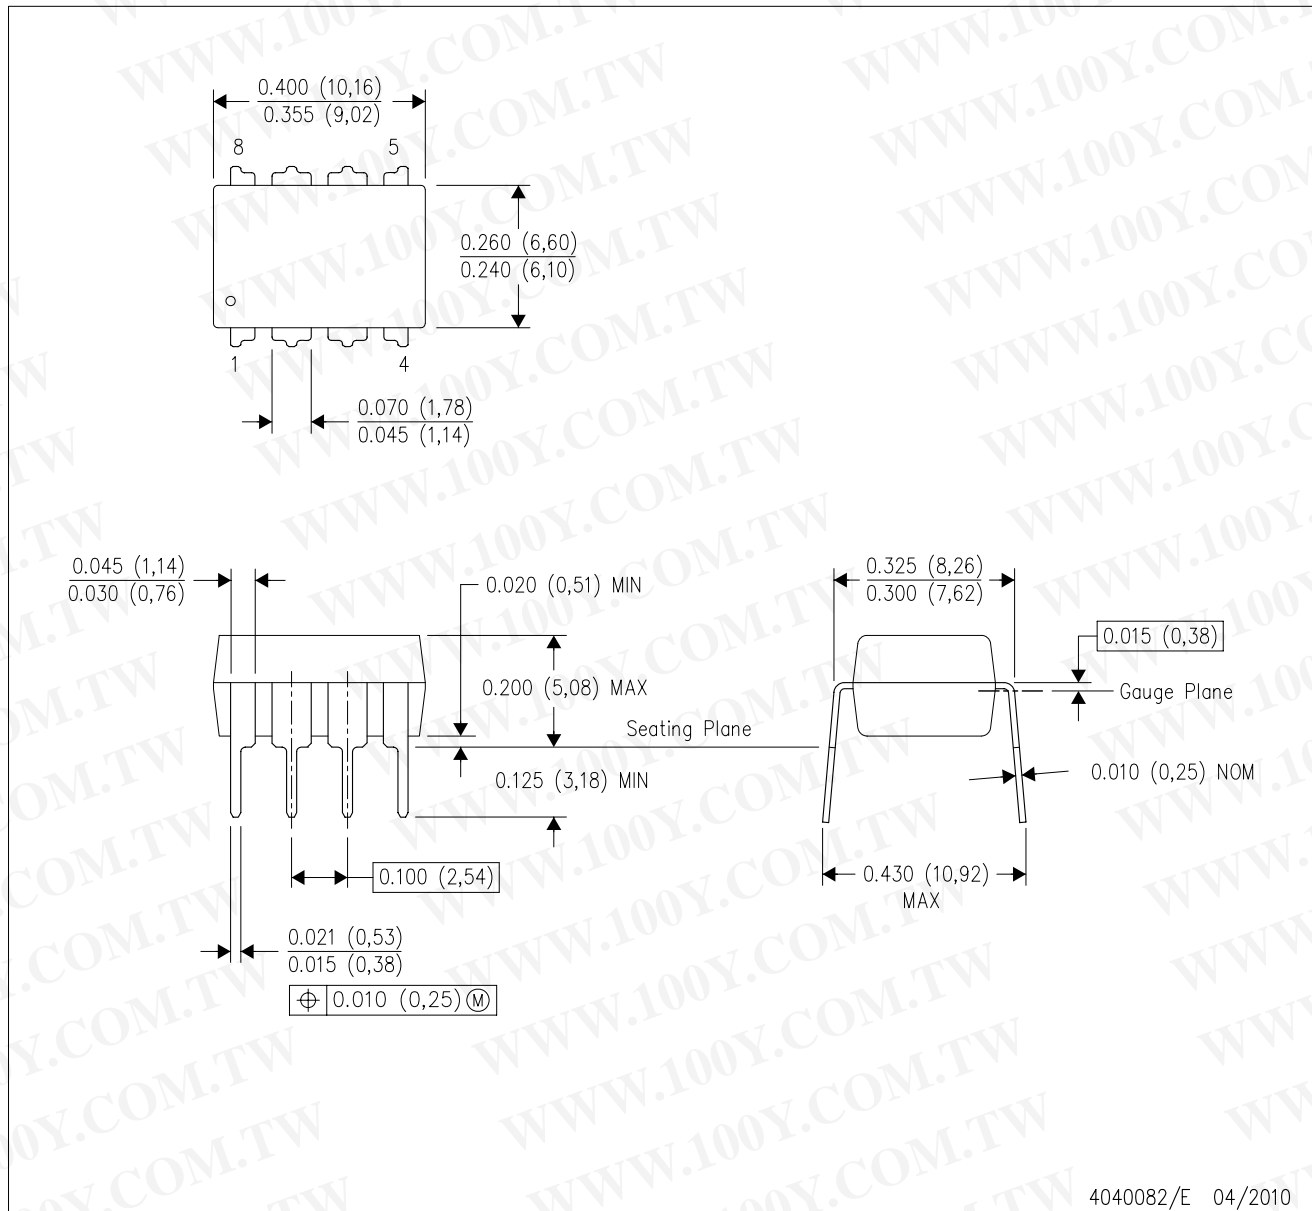 0.400 (10,16)
0.355 (9,02)
8
5
0.260 (6,60)
0.240 (6,10)
1
4
0.070 (1,78)
0.045 (1,14)
0.045 (1,14)
0.030 (0,76)
0.020 (0,51) MIN
0.325 (8,26)
0.300 (7,62)
0.015 (0,38)
0.200 (5,08) MAX
Gauge Plane
Seating Plane
0.125 (3,18) MIN
0.010 (0,25) NOM
0.100 (2,54)
0.430 (10,92)
MAX
0.021 (0,53)
0.015 (0,38)
⌖ 0.010 (0,25) Ⓜ
4040082/E 04/2010
WWW.100Y.COM.TW